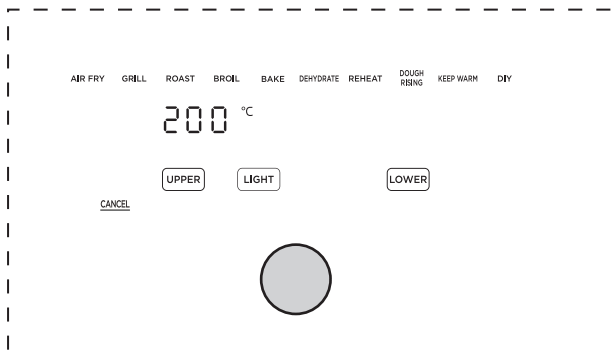 AIR FRY GRILL ROAST BROIL BAKE DEHYDRATE REHEAT DOUGH RISING KEEP WARM DIY
200 °C
UPPER LIGHT LOWER
CANCEL